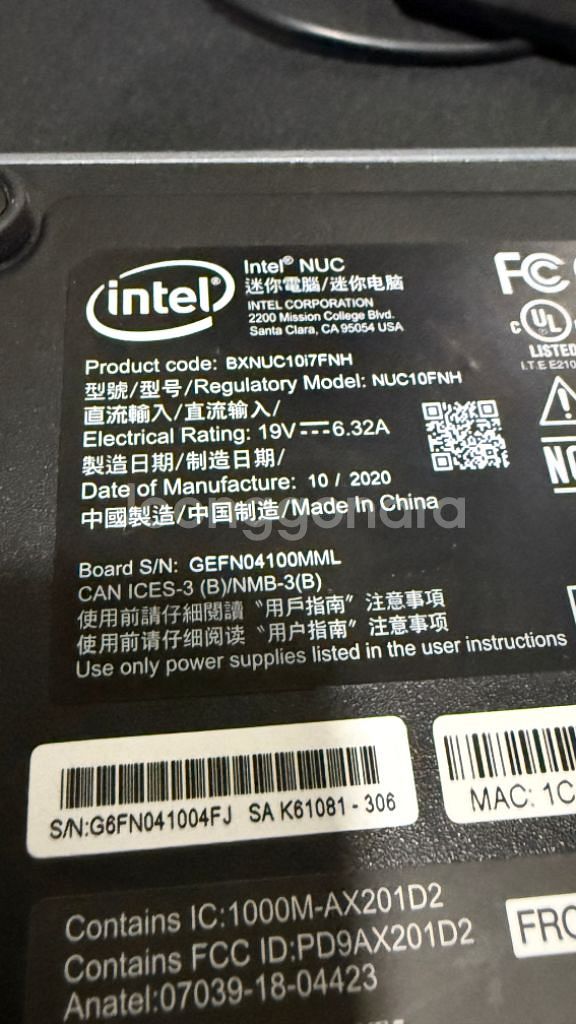 intel®
Intel® NUC
迷你電腦/迷你电脑
INTEL CORPORATION
2200 Mission College Blvd.
Santa Clara, CA 95054 USA
FC
C UL
LISTED
I.T.E E210
Product code: BXNUC10i7FNH
型號/型号/Regulatory Model: NUC10FNH
直流輸入/直流输入/
Electrical Rating: 19V⎓6.32A
製造日期/制造日期/
Date of Manufacture: 10 / 2020
中國製造/中国制造/Made In China
leonggondra
Board S/N: GEFN04100MML
CAN ICES-3 (B)/NMB-3(B)
使用前請仔細閱讀〝用戶指南〞注意事項
使用前请仔细阅读〝用户指南〞注意事项
Use only power supplies listed in the user instructions
S/N:G6FN041004FJ SA K61081 - 306
MAC: 1C
Contains IC:1000M-AX201D2
Contains FCC ID:PD9AX201D2
Anatel:07039-18-04423